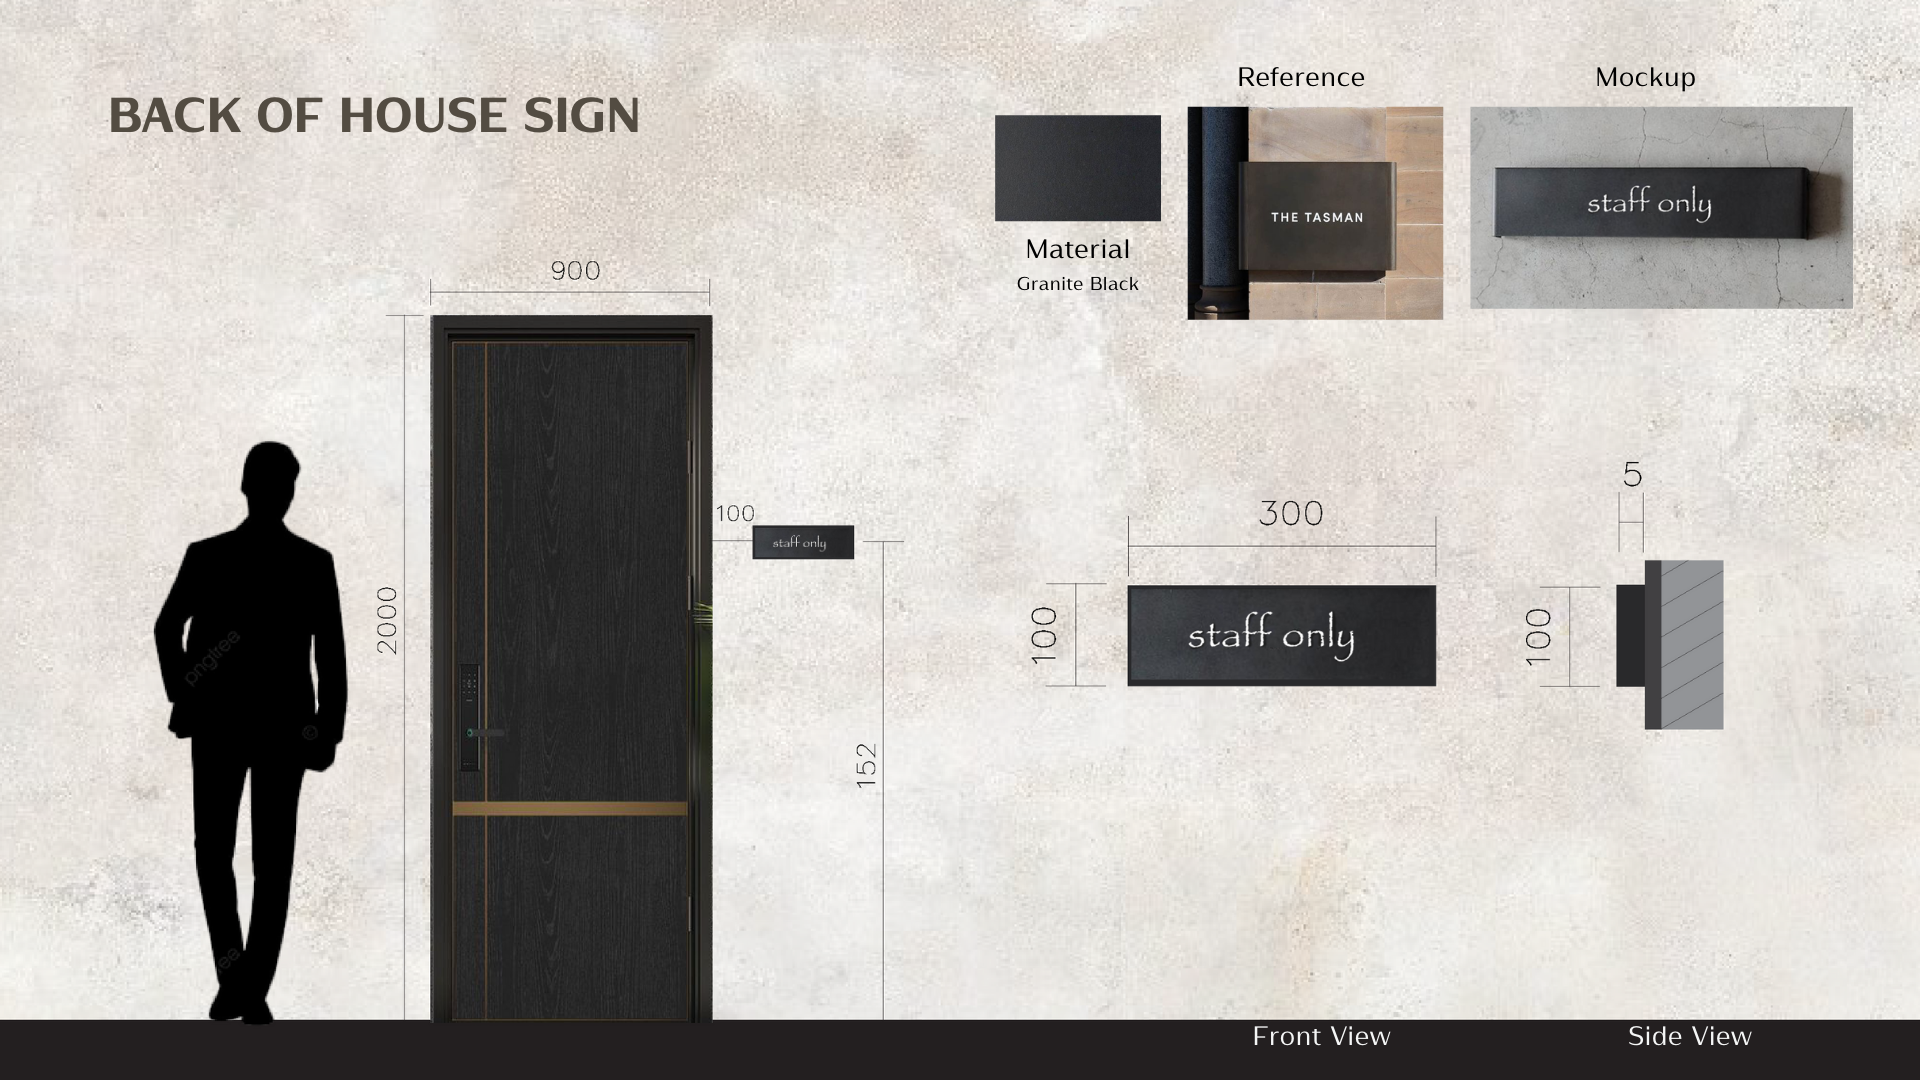 BACK OF HOUSE SIGN
Reference
Mockup
THE TASMAN
staff only
Material
Granite Black
900
2000
100
staff only
152
300
100
staff only
5
100
pngtree
Front View
Side View